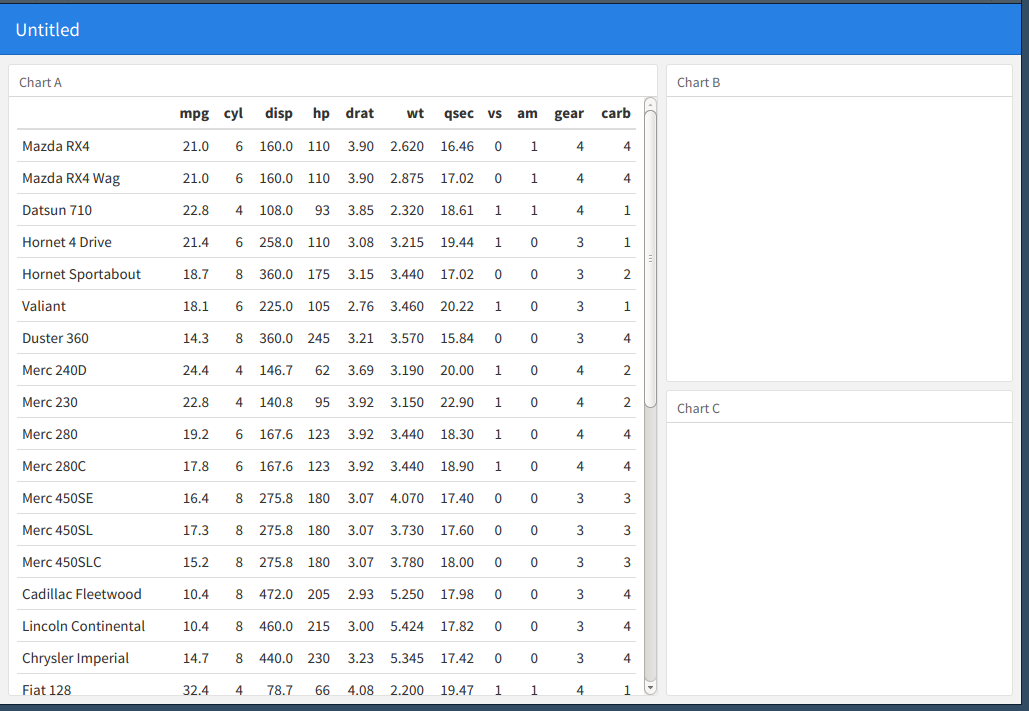 Untitled
Chart A
mpg cyl disp hp drat wt qsec vs am gear carb
Mazda RX4 21.0 6 160.0 110 3.90 2.620 16.46 0 1 4 4
Mazda RX4 Wag 21.0 6 160.0 110 3.90 2.875 17.02 0 1 4 4
Datsun 710 22.8 4 108.0 93 3.85 2.320 18.61 1 1 4 1
Hornet 4 Drive 21.4 6 258.0 110 3.08 3.215 19.44 1 0 3 1
Hornet Sportabout 18.7 8 360.0 175 3.15 3.440 17.02 0 0 3 2
Valiant 18.1 6 225.0 105 2.76 3.460 20.22 1 0 3 1
Duster 360 14.3 8 360.0 245 3.21 3.570 15.84 0 0 3 4
Merc 240D 24.4 4 146.7 62 3.69 3.190 20.00 1 0 4 2
Merc 230 22.8 4 140.8 95 3.92 3.150 22.90 1 0 4 2
Merc 280 19.2 6 167.6 123 3.92 3.440 18.30 1 0 4 4
Merc 280C 17.8 6 167.6 123 3.92 3.440 18.90 1 0 4 4
Merc 450SE 16.4 8 275.8 180 3.07 4.070 17.40 0 0 3 3
Merc 450SL 17.3 8 275.8 180 3.07 3.730 17.60 0 0 3 3
Merc 450SLC 15.2 8 275.8 180 3.07 3.780 18.00 0 0 3 3
Cadillac Fleetwood 10.4 8 472.0 205 2.93 5.250 17.98 0 0 3 4
Lincoln Continental 10.4 8 460.0 215 3.00 5.424 17.82 0 0 3 4
Chrysler Imperial 14.7 8 440.0 230 3.23 5.345 17.42 0 0 3 4
Fiat 128 32.4 4 78.7 66 4.08 2.200 19.47 1 1 4 1
Chart B
Chart C